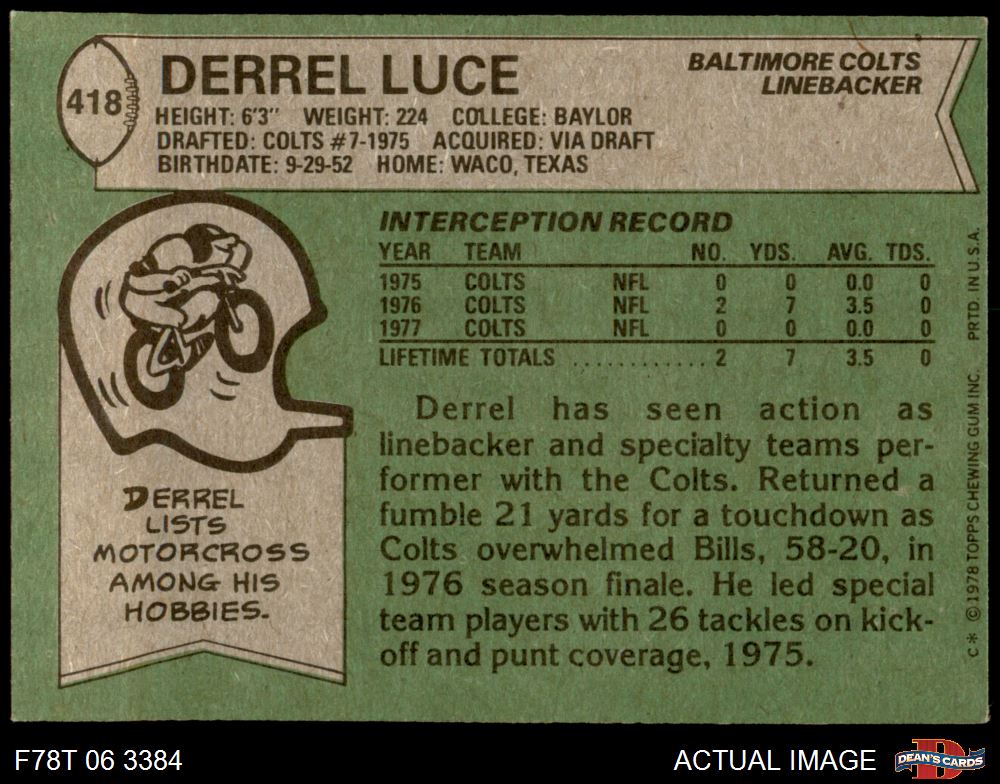 418
DERREL LUCE
BALTIMORE COLTS
LINEBACKER
HEIGHT: 6'3" WEIGHT: 224 COLLEGE: BAYLOR
DRAFTED: COLTS #7-1975 ACQUIRED: VIA DRAFT
BIRTHDATE: 9-29-52 HOME: WACO, TEXAS
INTERCEPTION RECORD
YEAR TEAM NO. YDS. AVG. TDS.
1975 COLTS NFL 0 0 0.0 0
1976 COLTS NFL 2 7 3.5 0
1977 COLTS NFL 0 0 0.0 0
LIFETIME TOTALS ............ 2 7 3.5 0
Derrel has seen action as
linebacker and specialty teams per-
former with the Colts. Returned a
fumble 21 yards for a touchdown as
Colts overwhelmed Bills, 58-20, in
1976 season finale. He led special
team players with 26 tackles on kick-
off and punt coverage, 1975.
DERREL
LISTS
MOTORCROSS
AMONG HIS
HOBBIES.
C* ©1978 TOPPS CHEWING GUM INC. PRTD. IN U.S.A.
F78T 06 3384
ACTUAL IMAGE
DEAN'S CARDS